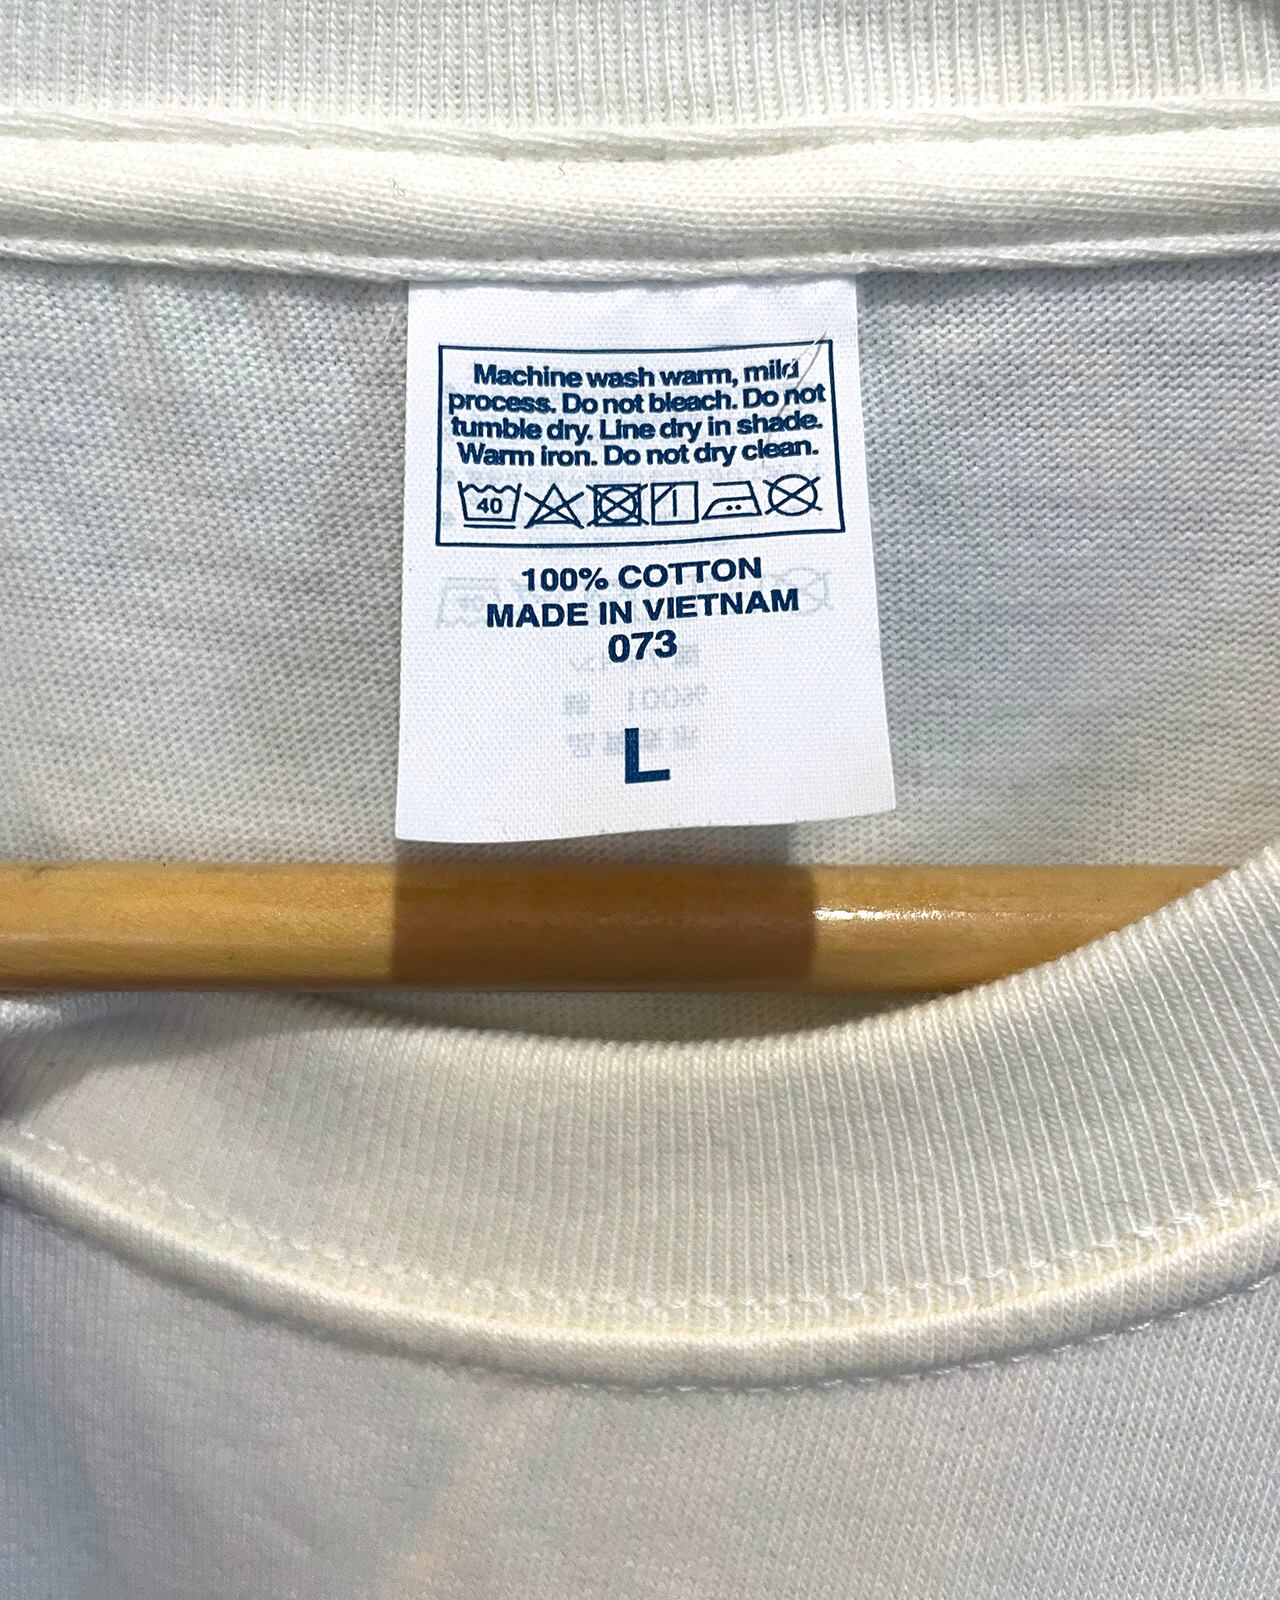 Machine wash warm, mild
process. Do not bleach. Do not
tumble dry. Line dry in shade.
Warm iron. Do not dry clean.
40
100% COTTON
MADE IN VIETNAM
073
L